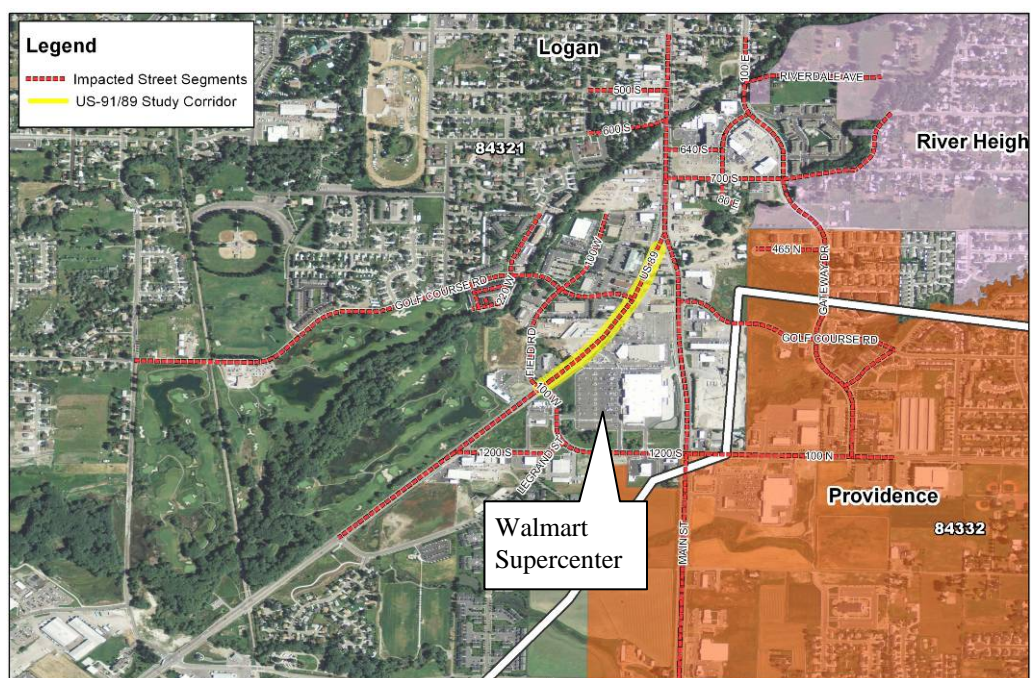 Legend
Impacted Street Segments
US-91/89 Study Corridor
Logan
100 E
RIVERDALE AVE
500 S
600 S
84321
640 S
River Heigh
700 S
100 W
US-89
465 N
GATEWAY DR
GOLF COURSE RD
GOLF COURSE RD
FIELD RD
100 W
1200 S
LEGRAND ST
1200 S
100 N
Providence
84332
Walmart
Supercenter
MAIN ST